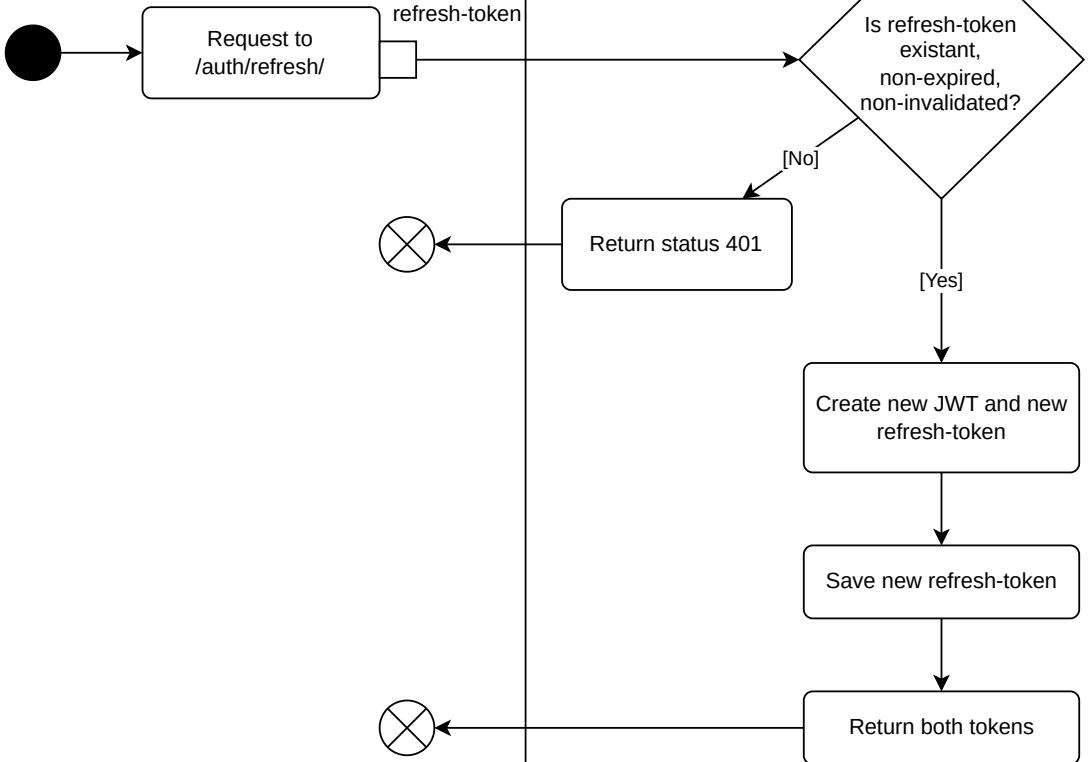 refresh-token
Request to
/auth/refresh/
Is refresh-token
existant,
non-expired,
non-invalidated?
[No]
Return status 401
[Yes]
Create new JWT and new
refresh-token
Save new refresh-token
Return both tokens